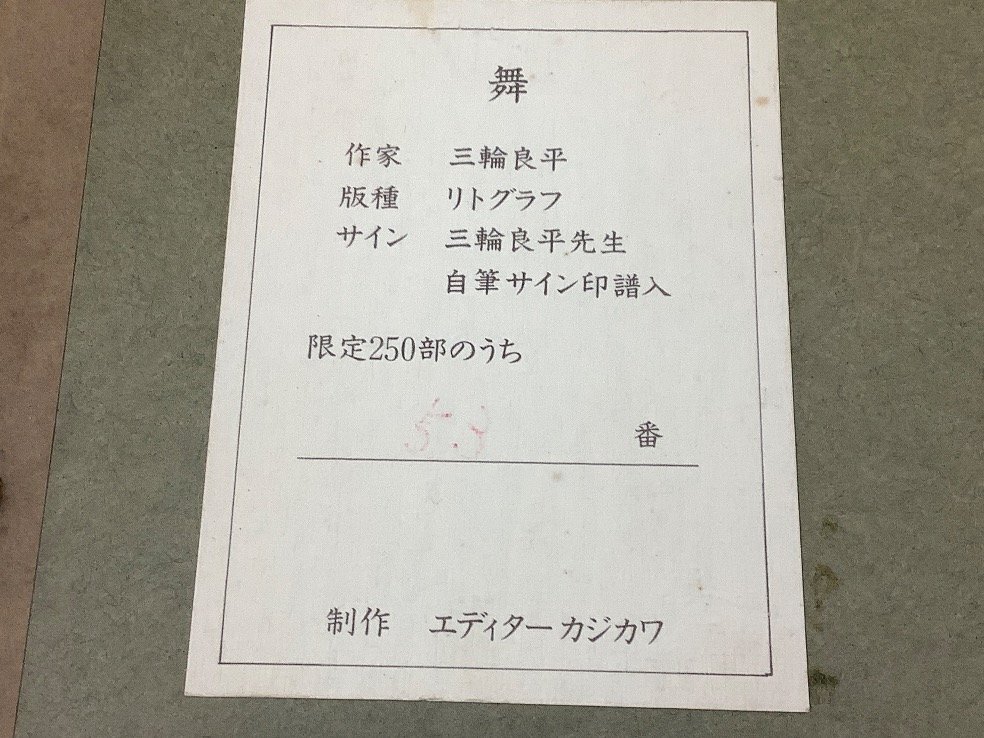 舞
作家 三輪良平
版種 リトグラフ
サイン 三輪良平先生
自筆サイン印譜入
限定250部のうち
番
制作 エディターカジカワ